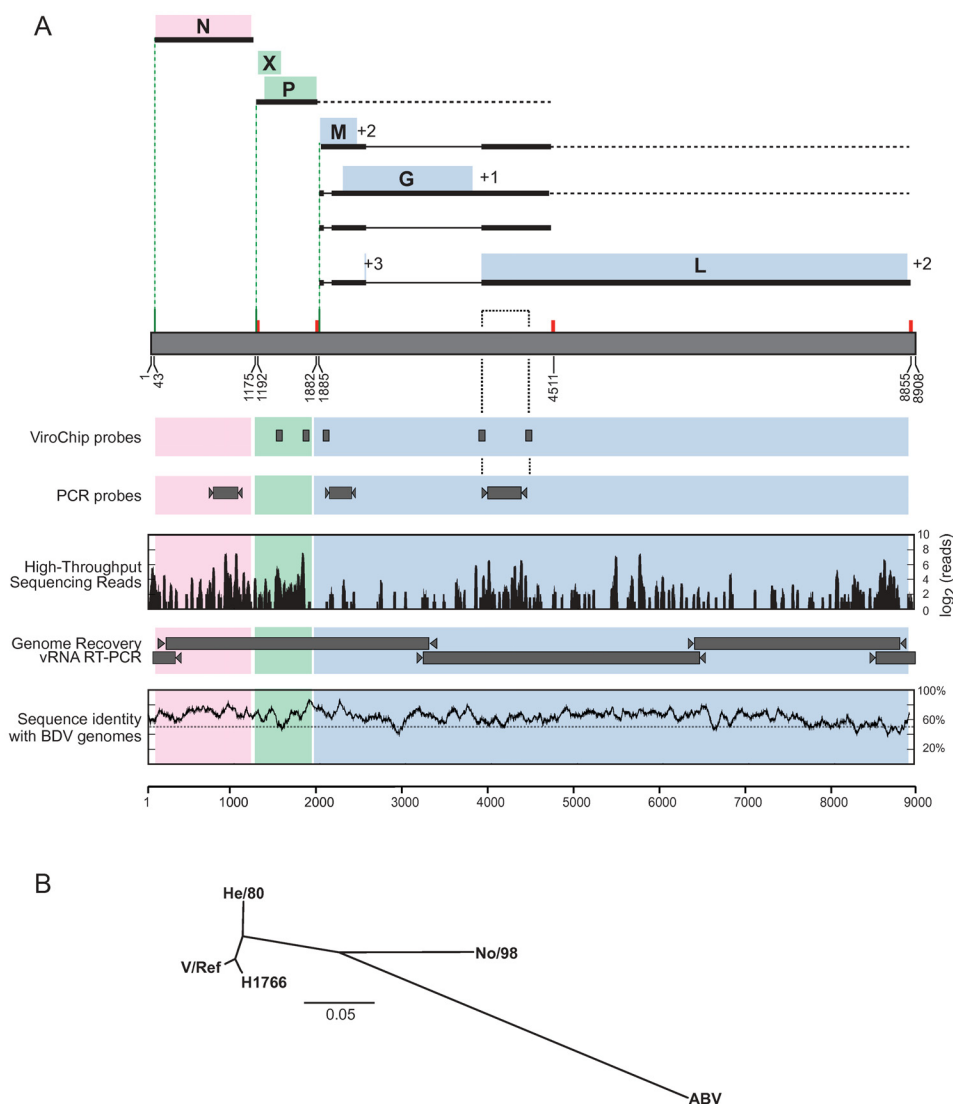 A
N
X
P
M +2
G +1
+3 L +2
1 43 1175 1192 1882 1885 4511 8855 8908
ViroChip probes
PCR probes
High-Throughput
Sequencing Reads
10
8
6
4
2
0
log2 (reads)
Genome Recovery
vRNA RT-PCR
Sequence identity
with BDV genomes
100%
60%
20%
1 1000 2000 3000 4000 5000 6000 7000 8000 9000
B
He/80
No/98
V/Ref
H1766
0.05
ABV